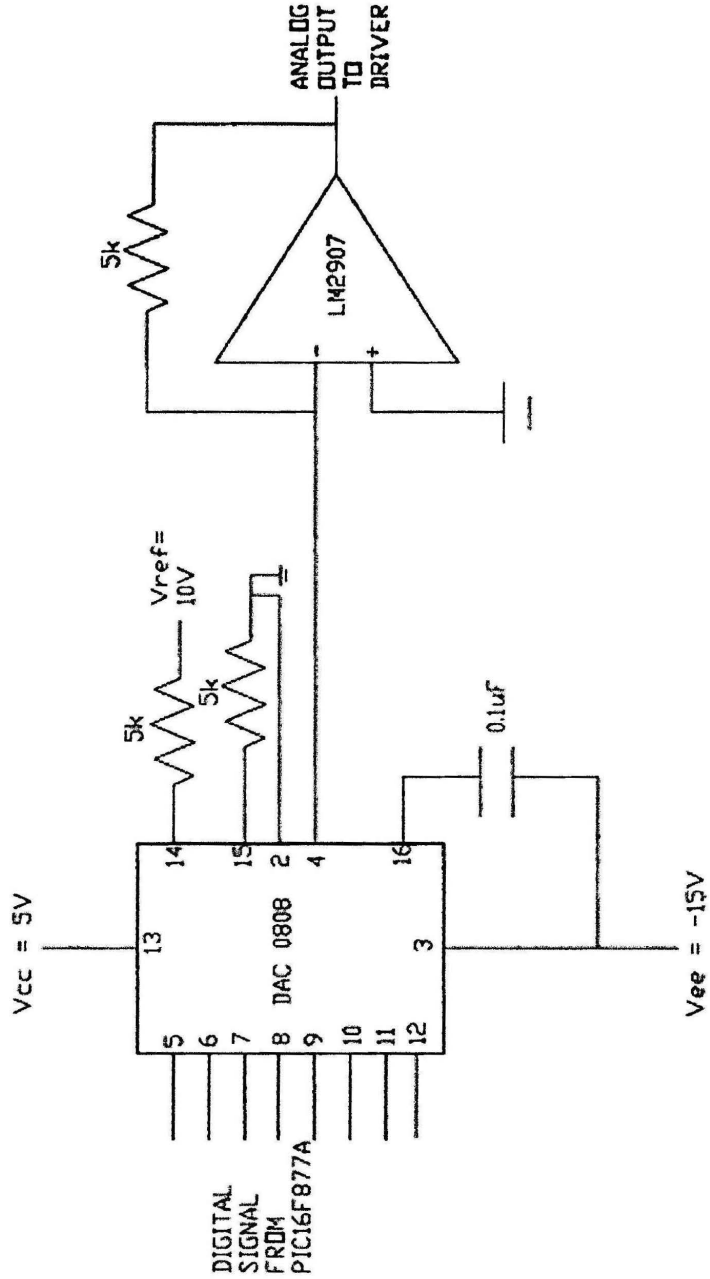 Vcc = 5V
13
DAC 0808
3
Vee = -15V
5
6
7
8
9
10
11
12
DIGITAL
SIGNAL
FROM
PIC16F877A
14
15
2
4
16
5k
Vref=
10V
5k
0.1uF
5k
-
+
LM2907
ANALOG
OUTPUT
TO
DRIVER